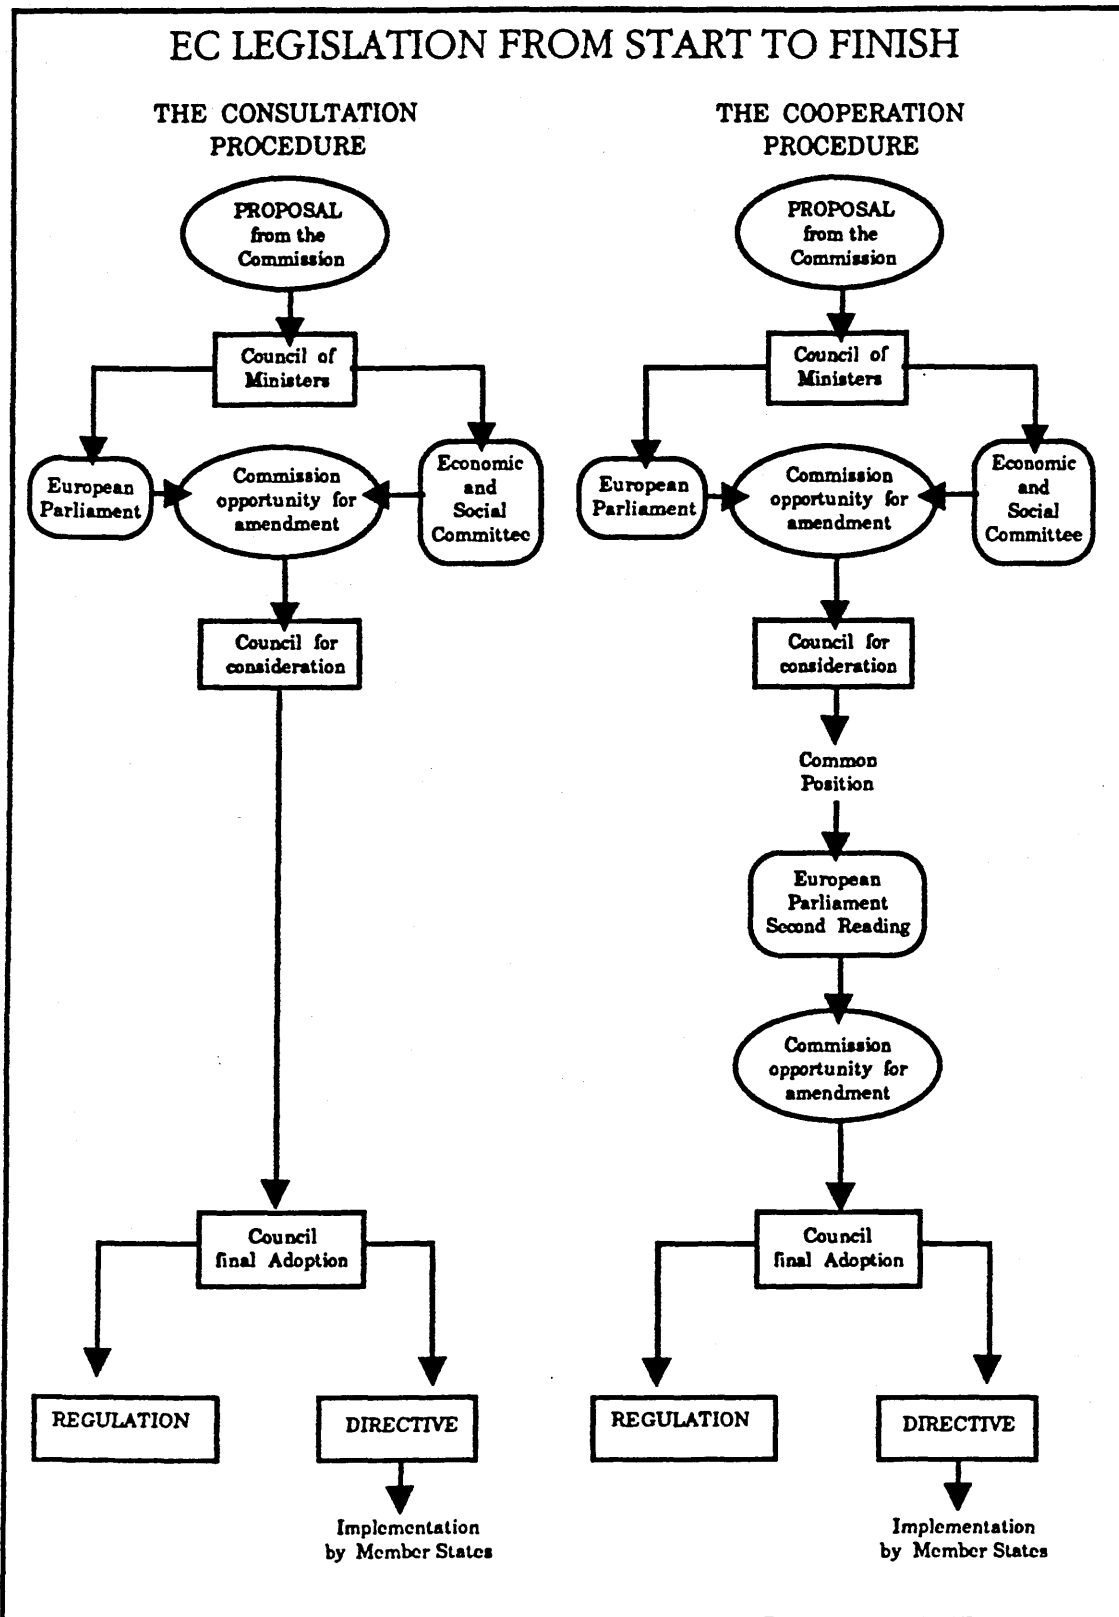 EC LEGISLATION FROM START TO FINISH
THE CONSULTATION
PROCEDURE
PROPOSAL
from the
Commission
Council of
Ministers
European
Parliament
Commission
opportunity for
amendment
Economic
and
Social
Committee
Council for
consideration
Council
final Adoption
REGULATION
DIRECTIVE
Implementation
by Member States
THE COOPERATION
PROCEDURE
PROPOSAL
from the
Commission
Council of
Ministers
European
Parliament
Commission
opportunity for
amendment
Economic
and
Social
Committee
Council for
consideration
Common
Position
European
Parliament
Second Reading
Commission
opportunity for
amendment
Council
final Adoption
REGULATION
DIRECTIVE
Implementation
by Member States